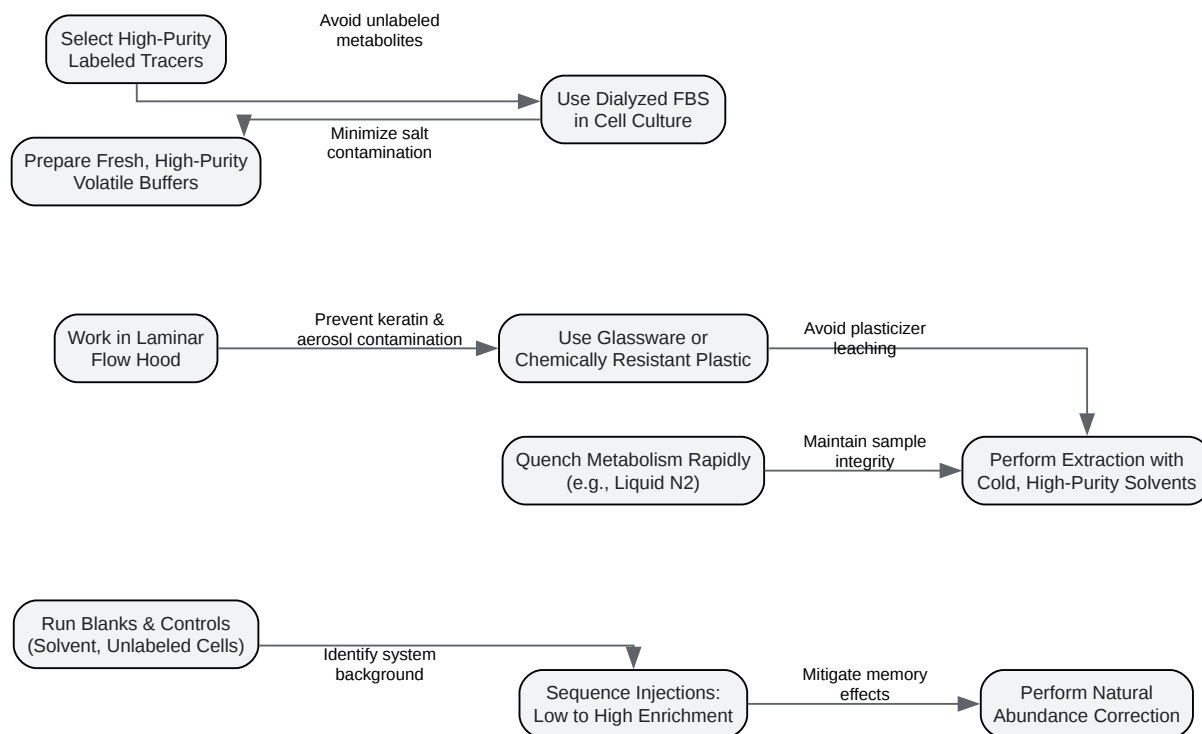 Select High-Purity
Labeled Tracers
Avoid unlabeled
metabolites
Use Dialyzed FBS
in Cell Culture
Minimize salt
contamination
Prepare Fresh, High-Purity
Volatile Buffers
Work in Laminar
Flow Hood
Prevent keratin &
aerosol contamination
Use Glassware or
Chemically Resistant Plastic
Avoid plasticizer
leaching
Quench Metabolism Rapidly
(e.g., Liquid N2)
Maintain sample
integrity
Perform Extraction with
Cold, High-Purity Solvents
Run Blanks & Controls
(Solvent, Unlabeled Cells)
Identify system
background
Sequence Injections:
Low to High Enrichment
Mitigate memory
effects
Perform Natural
Abundance Correction